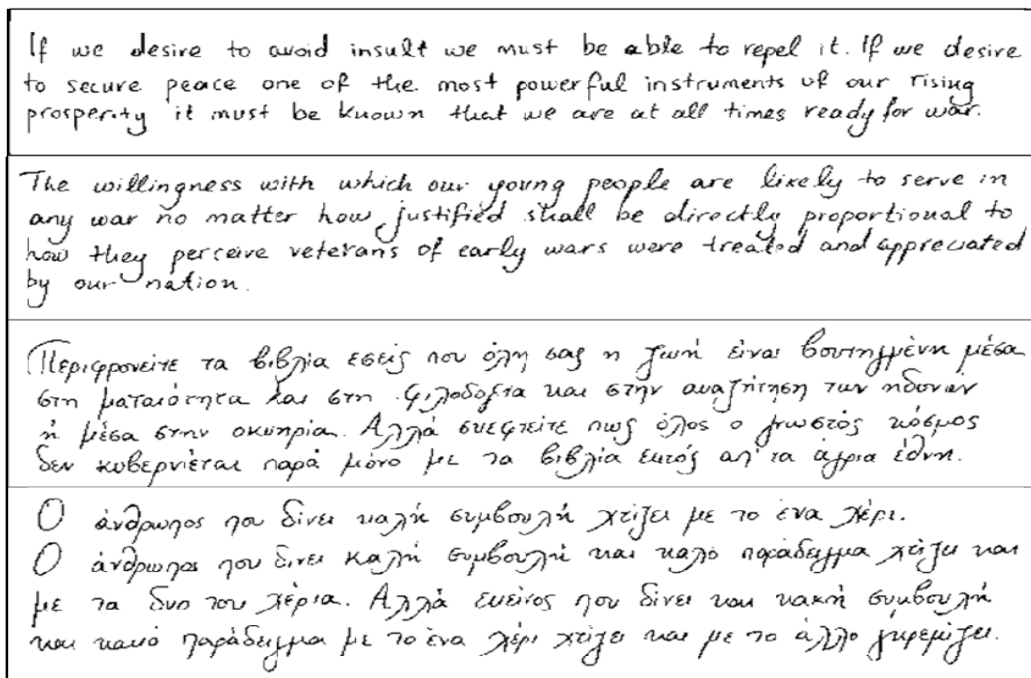 If we desire to avoid insult we must be able to repel it. If we desire
to secure peace one of the most powerful instruments of our rising
prosperity it must be known that we are at all times ready for war.
The willingness with which our young people are likely to serve in
any war no matter how justified shall be directly proportional to
how they perceive veterans of early wars were treated and appreciated
by our nation.
Περιφρονείτε τα βιβλία εσείς που όλη σας η ζωή είναι βουτηγμένη μέσα
στη ματαιότητα και στη φιλοδοξία και στην αναζήτηση των ηδονών
ή μέσα στην οκνηρία. Αλλά σκεφτείτε πως όλος ο γνωστός κόσμος
δεν κυβερνιέται παρά μόνο με τα βιβλία εκτός απ' τα άγρια έθνη.
Ο άνθρωπος που δίνει καλή συμβουλή χτίζει με το ένα χέρι.
Ο άνθρωπος που δινει καλή συμβουλή και καλό παράδειγμα χτίζει και
με τα δυο του χέρια. Αλλά εκείνος που δίνει και κακή συμβουλή
και κακό παράδειγμα με το ένα χέρι χτίζει και με το άλλο γκρεμίζει.